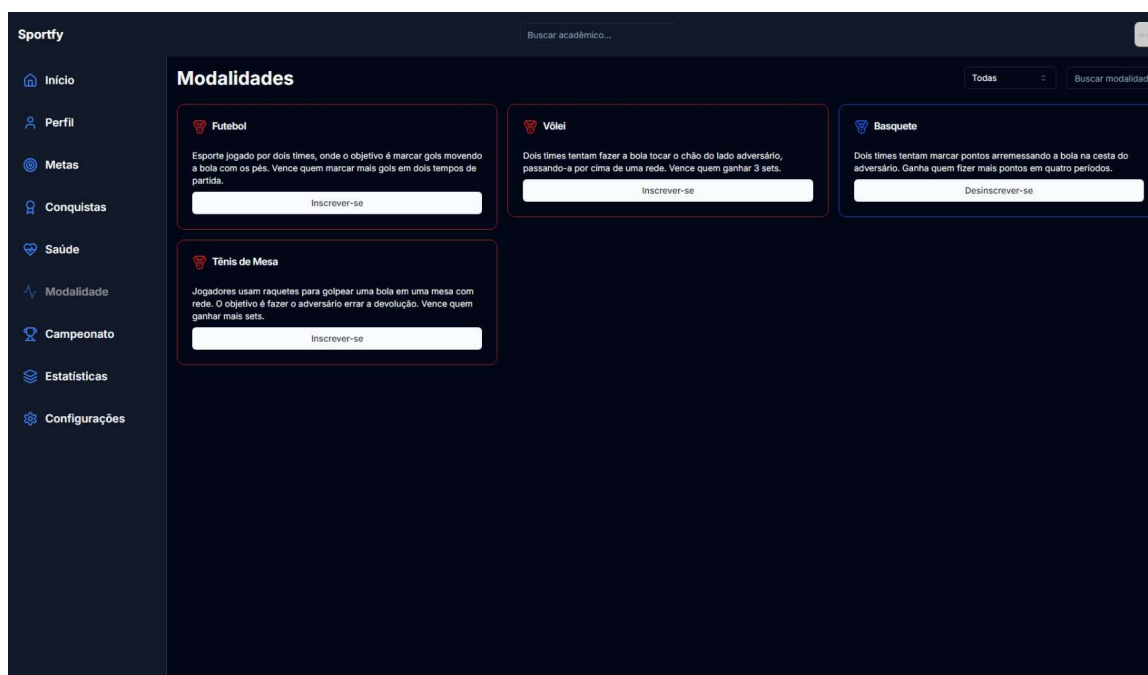 Sportfy
Buscar acadêmico...
Início
Perfil
Metas
Conquistas
Saúde
Modalidade
Campeonato
Estatísticas
Configurações
Modalidades
Todas
Buscar modalidad
Futebol
Esporte jogado por dois times, onde o objetivo é marcar gols movendo
a bola com os pés. Vence quem marcar mais gols em dois tempos de
partida.
Inscrever-se
Vôlei
Dois times tentam fazer a bola tocar o chão do lado adversário,
passando-a por cima de uma rede. Vence quem ganhar 3 sets.
Inscrever-se
Basquete
Dois times tentam marcar pontos arremessando a bola na cesta do
adversário. Ganha quem fizer mais pontos em quatro períodos.
Desinscrever-se
Tênis de Mesa
Jogadores usam raquetes para golpear uma bola em uma mesa com
rede. O objetivo é fazer o adversário errar a devolução. Vence quem
ganhar mais sets.
Inscrever-se